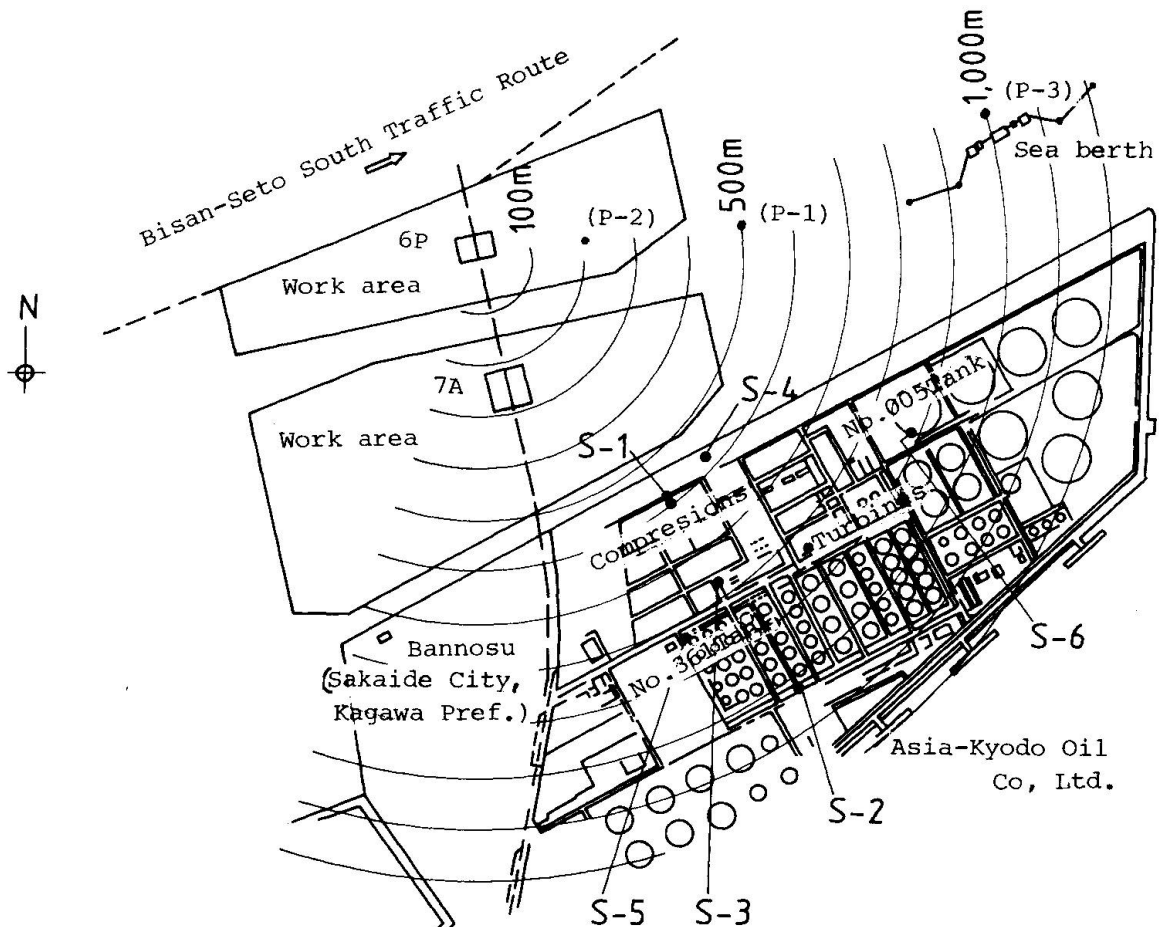 Bisan-Seto South Traffic Route
1,000m
(P-3)
Sea berth
500m
(P-1)
100m
(P-2)
6P
Work area
N
7A
Work area
S-4
No.005Tank
S-1
Compresions
Turbines
No.361Tank
S-6
Bannosu
(Sakaide City,
Kagawa Pref.)
Asia-Kyodo Oil
Co, Ltd.
S-2
S-5
S-3